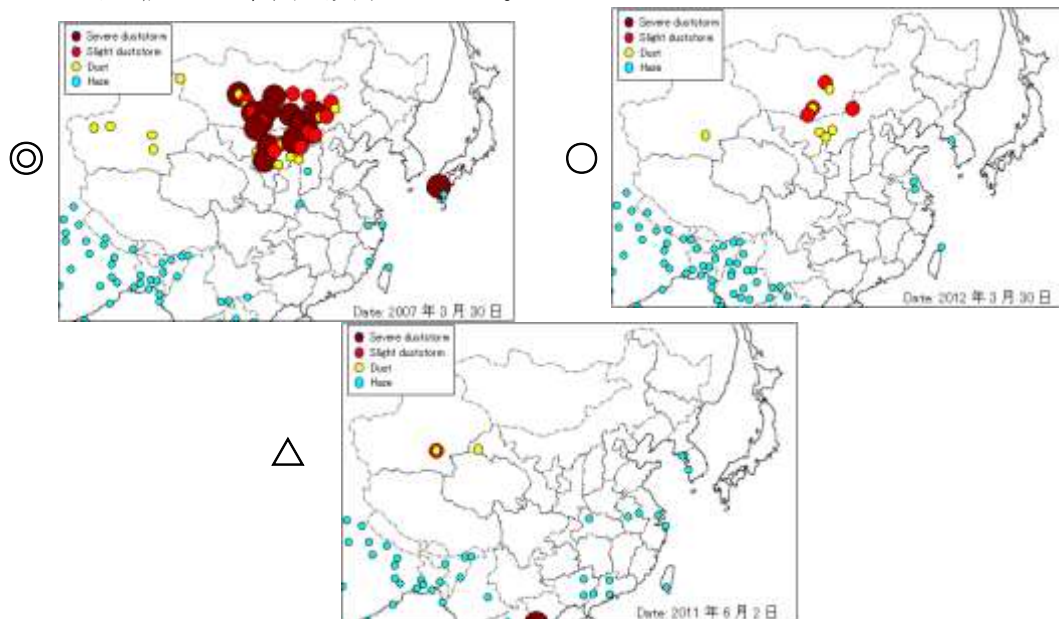 Severe duststorm
Slight duststorm
Dust
Haze
Date: 2007 年 3 月 30 日
◎
Severe duststorm
Slight duststorm
Dust
Haze
Date: 2012 年 3 月 30 日
○
Severe duststorm
Slight duststorm
Dust
Haze
Date: 2011 年 6 月 2 日
△